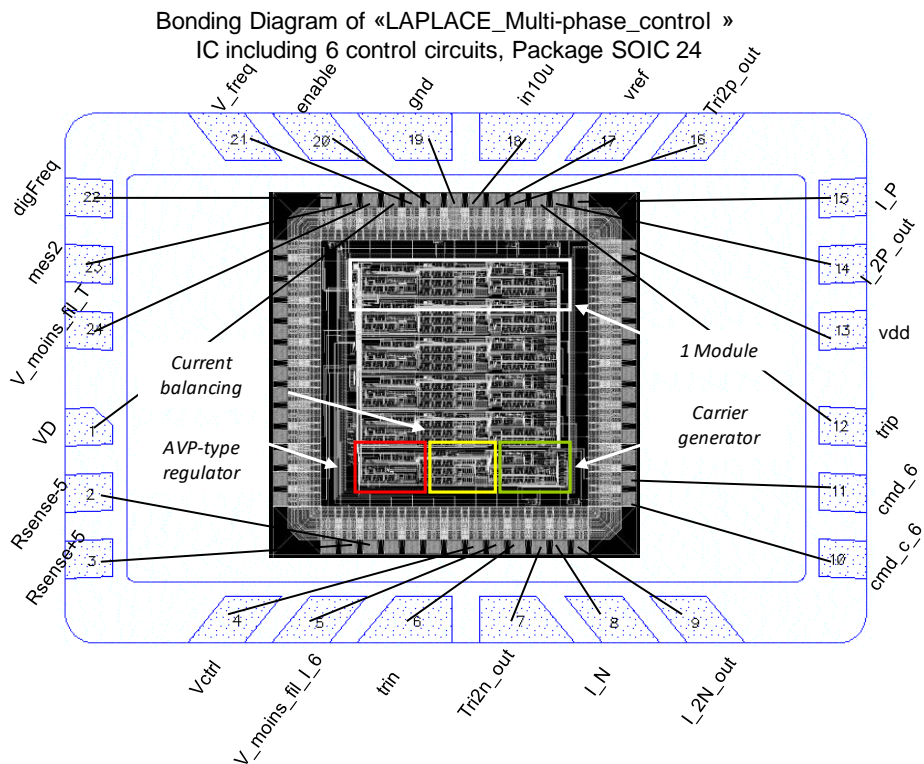 Bonding Diagram of «LAPLACE_Multi-phase_control »
IC including 6 control circuits, Package SOIC 24
V_freq
enable
gnd
in10u
vref
Tri2p_out
21
20
19
18
17
16
digFreq
22
15
I_P
mes2
23
14
I_2P_out
V_moins_fil_T
24
13
vdd
Current
balancing
1 Module
VD
1
12
trip
AVP-type
regulator
Carrier
generator
Rsense-5
2
11
cmd_6
Rsense+5
3
10
cmd_c_6
4
5
6
7
8
9
Vctrl
V_moins_fil_I_6
trin
Tri2n_out
I_N
I_2N_out